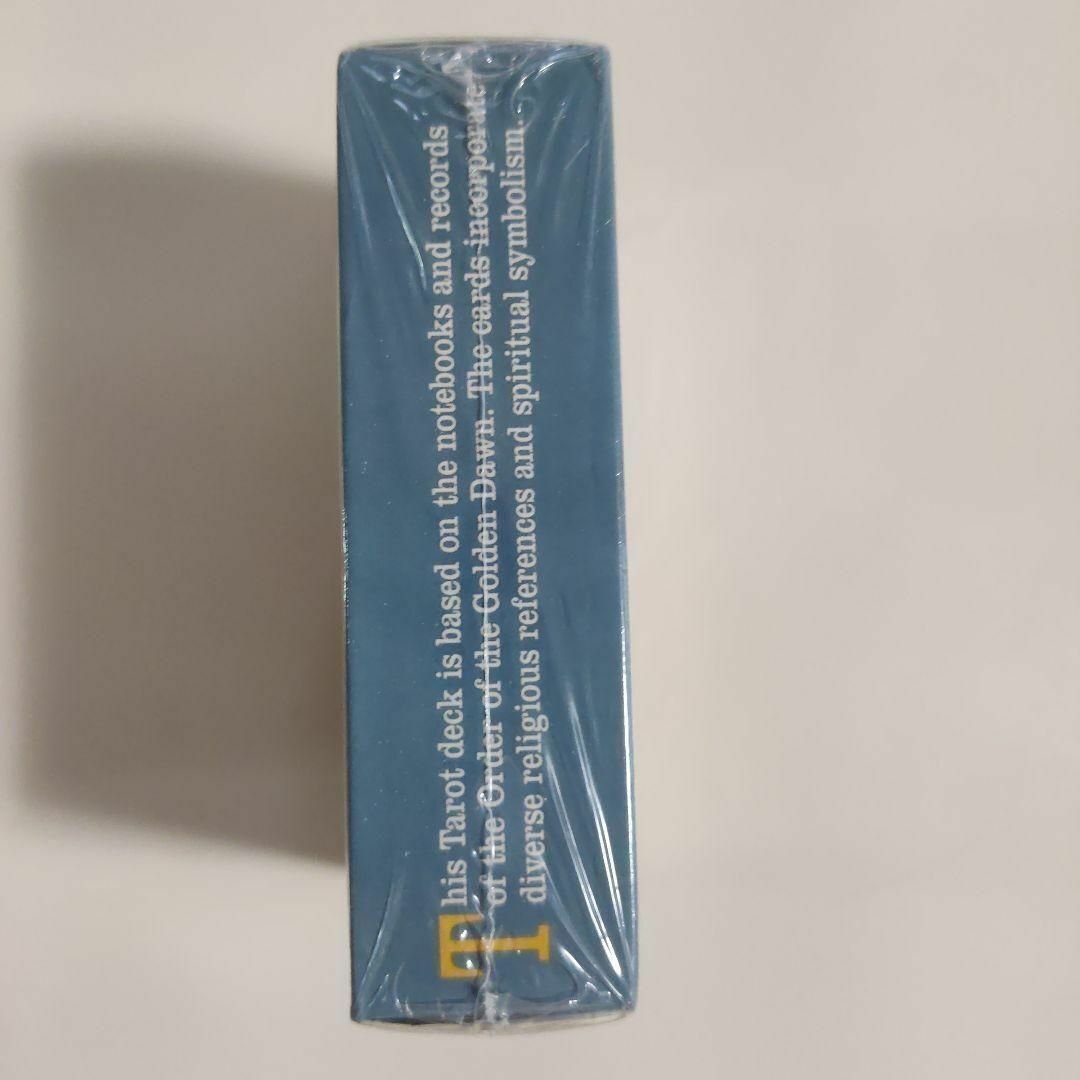 This Tarot deck is based on the notebooks and records
of the Order of the Golden Dawn. The cards incorporate
diverse religious references and spiritual symbolism.